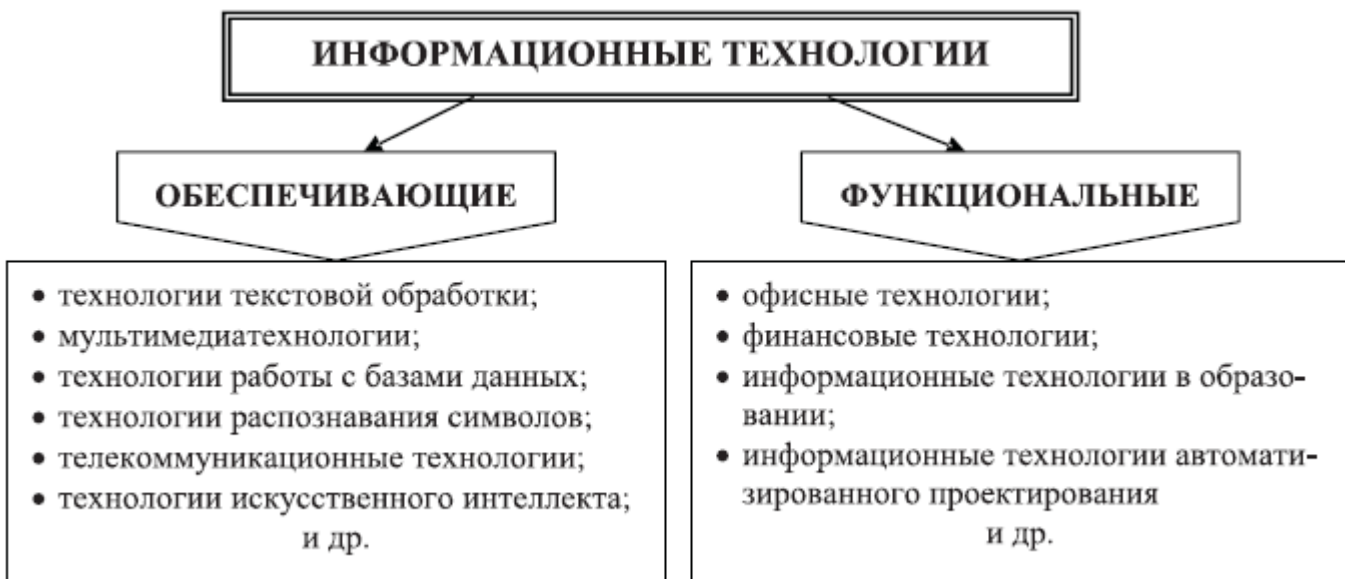 ИНФОРМАЦИОННЫЕ ТЕХНОЛОГИИ
ОБЕСПЕЧИВАЮЩИЕ
• технологии текстовой обработки;
• мультимедиатехнологии;
• технологии работы с базами данных;
• технологии распознавания символов;
• телекоммуникационные технологии;
• технологии искусственного интеллекта;
и др.
ФУНКЦИОНАЛЬНЫЕ
• офисные технологии;
• финансовые технологии;
• информационные технологии в образо-
вании;
• информационные технологии автомати-
зированного проектирования
и др.